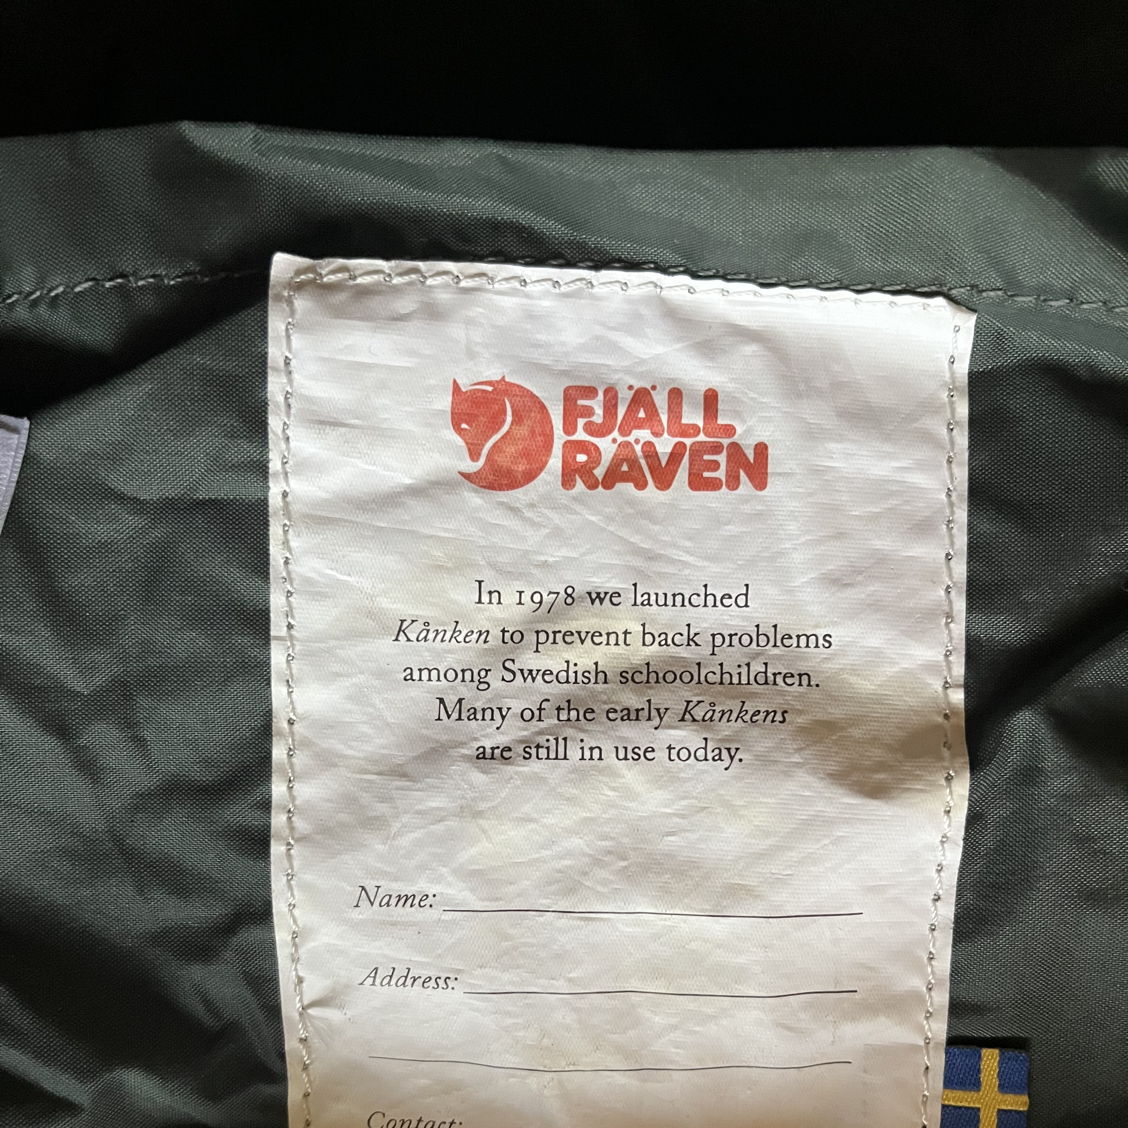 FJÄLL
RÄVEN
In 1978 we launched
Kånken to prevent back problems
among Swedish schoolchildren.
Many of the early Kånkens
are still in use today.
Name:
Address:
Contact: